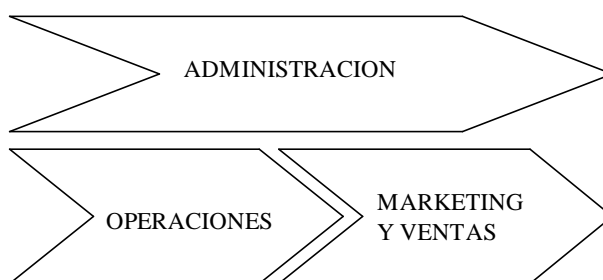 ADMINISTRACION
OPERACIONES
MARKETING
Y VENTAS